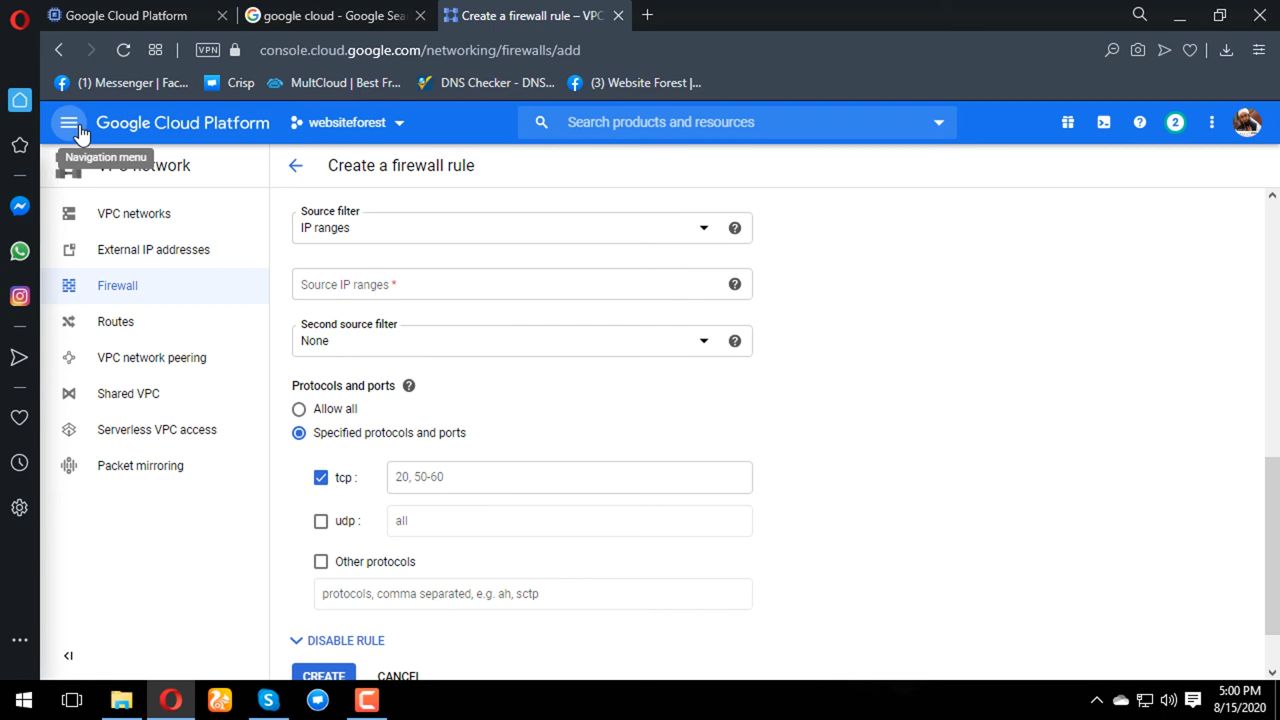 Google Cloud Platform
google cloud - Google Sea
Create a firewall rule – VPC
VPN
console.cloud.google.com/networking/firewalls/add
(1) Messenger | Fac...
Crisp
MultCloud | Best Fr...
DNS Checker - DNS...
(3) Website Forest |...
Google Cloud Platform
websiteforest
Search products and resources
2
Navigation menu
network
Create a firewall rule
VPC networks
External IP addresses
Firewall
Routes
VPC network peering
Shared VPC
Serverless VPC access
Packet mirroring
Source filter
IP ranges
Source IP ranges *
Second source filter
None
Protocols and ports
Allow all
Specified protocols and ports
tcp :
20, 50-60
udp :
all
Other protocols
protocols, comma separated, e.g. ah, sctp
DISABLE RULE
CREATE
CANCEL
5:00 PM
8/15/2020